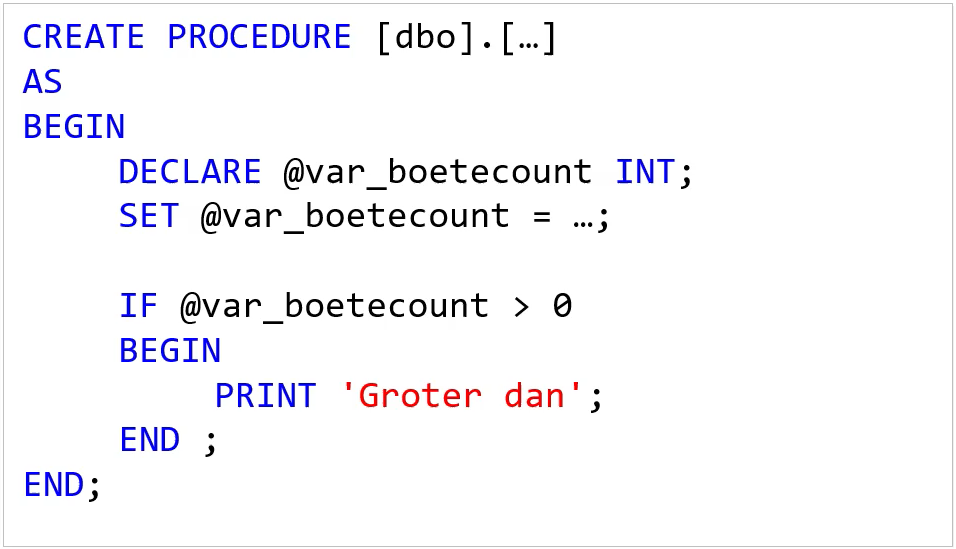 CREATE PROCEDURE [dbo].[…]
AS
BEGIN
DECLARE @var_boetecount INT;
SET @var_boetecount = …;
IF @var_boetecount > 0
BEGIN
PRINT 'Groter dan';
END ;
END;